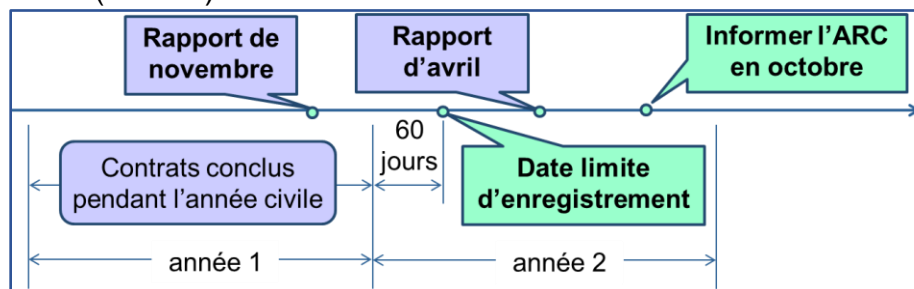 Rapport de
novembre
Rapport
d’avril
Informer l’ARC
en octobre
60
jours
Contrats conclus
pendant l’année civile
Date limite
d’enregistrement
année 1
année 2